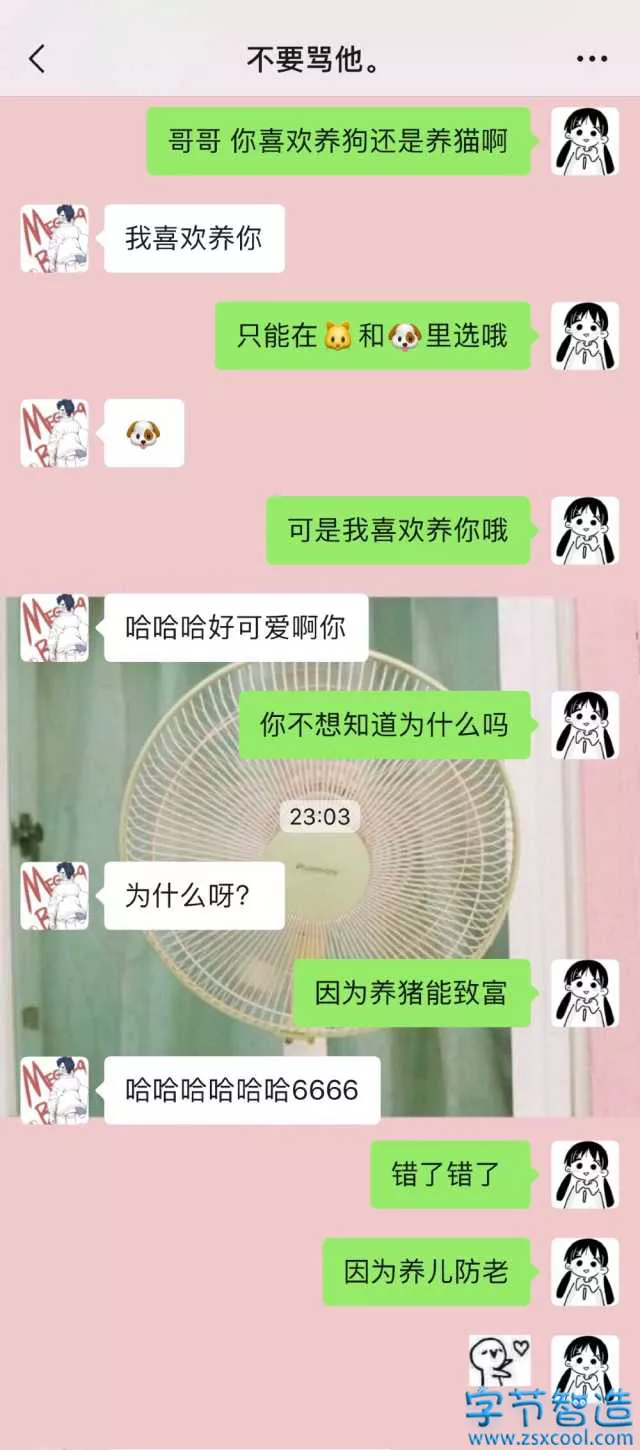 不要骂他。
哥哥 你喜欢养狗还是养猫啊
我喜欢养你
只能在🐱和🐶里选哦
🐶
可是我喜欢养你哦
哈哈哈好可爱啊你
你不想知道为什么吗
23:03
为什么呀?
因为养猪能致富
哈哈哈哈哈哈6666
错了错了
因为养儿防老
字节智造
www.zsxcool.com